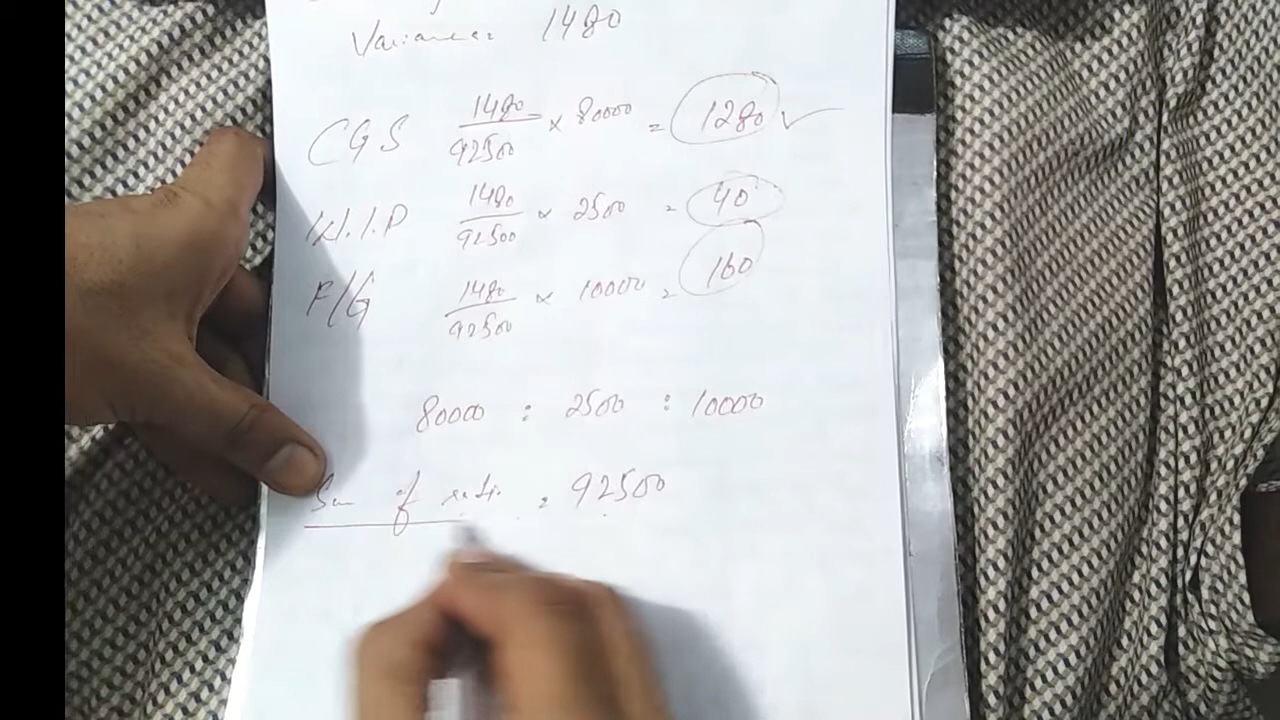 Variance = 1480
CGS 1480/92500 × 80000 = 1280 ✓
W.I.P 1480/92500 × 2500 = 40
F/G 1480/92500 × 10000 = 160
80000 : 2500 : 10000
Sum of ratio = 92500